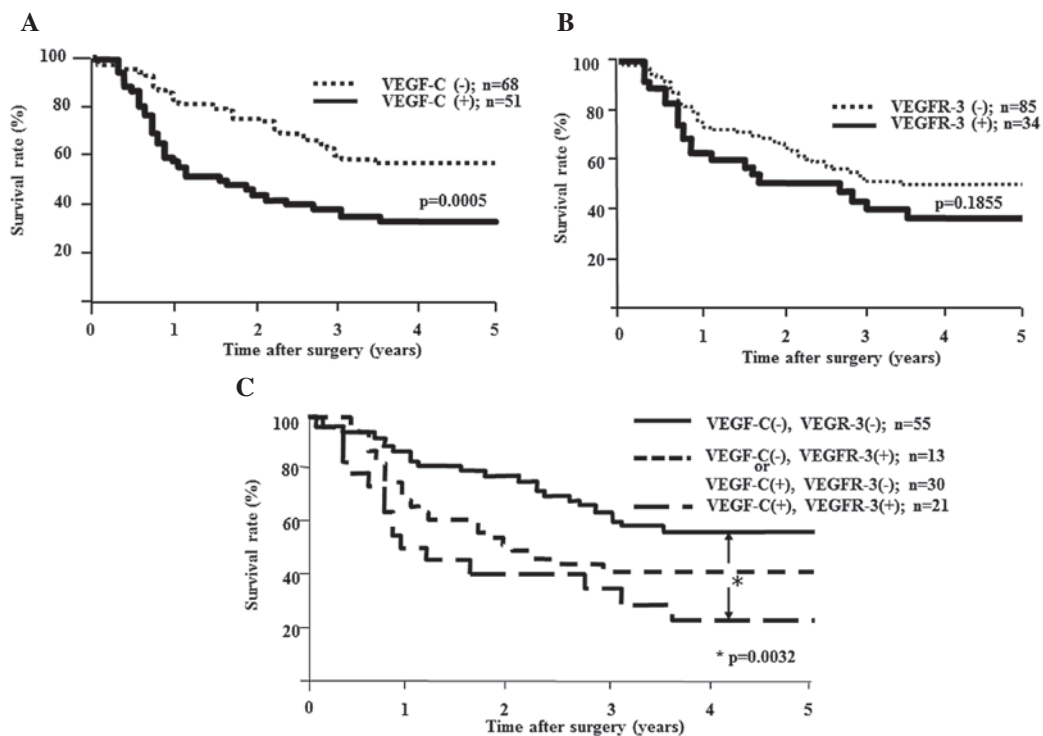 A
Survival rate (%)
100
80
60
40
20
VEGF-C (-); n=68
VEGF-C (+); n=51
p=0.0005
0 1 2 3 4 5
Time after surgery (years)
B
Survival rate (%)
100
80
60
40
20
VEGFR-3 (-); n=85
VEGFR-3 (+); n=34
p=0.1855
0 1 2 3 4 5
Time after surgery (years)
C
Survival rate (%)
100
80
60
40
20
VEGF-C(-), VEGR-3(-); n=55
VEGF-C(-), VEGFR-3(+); n=13
or
VEGF-C(+), VEGFR-3(-); n=30
VEGF-C(+), VEGFR-3(+); n=21
*
* p=0.0032
0 1 2 3 4 5
Time after surgery (years)